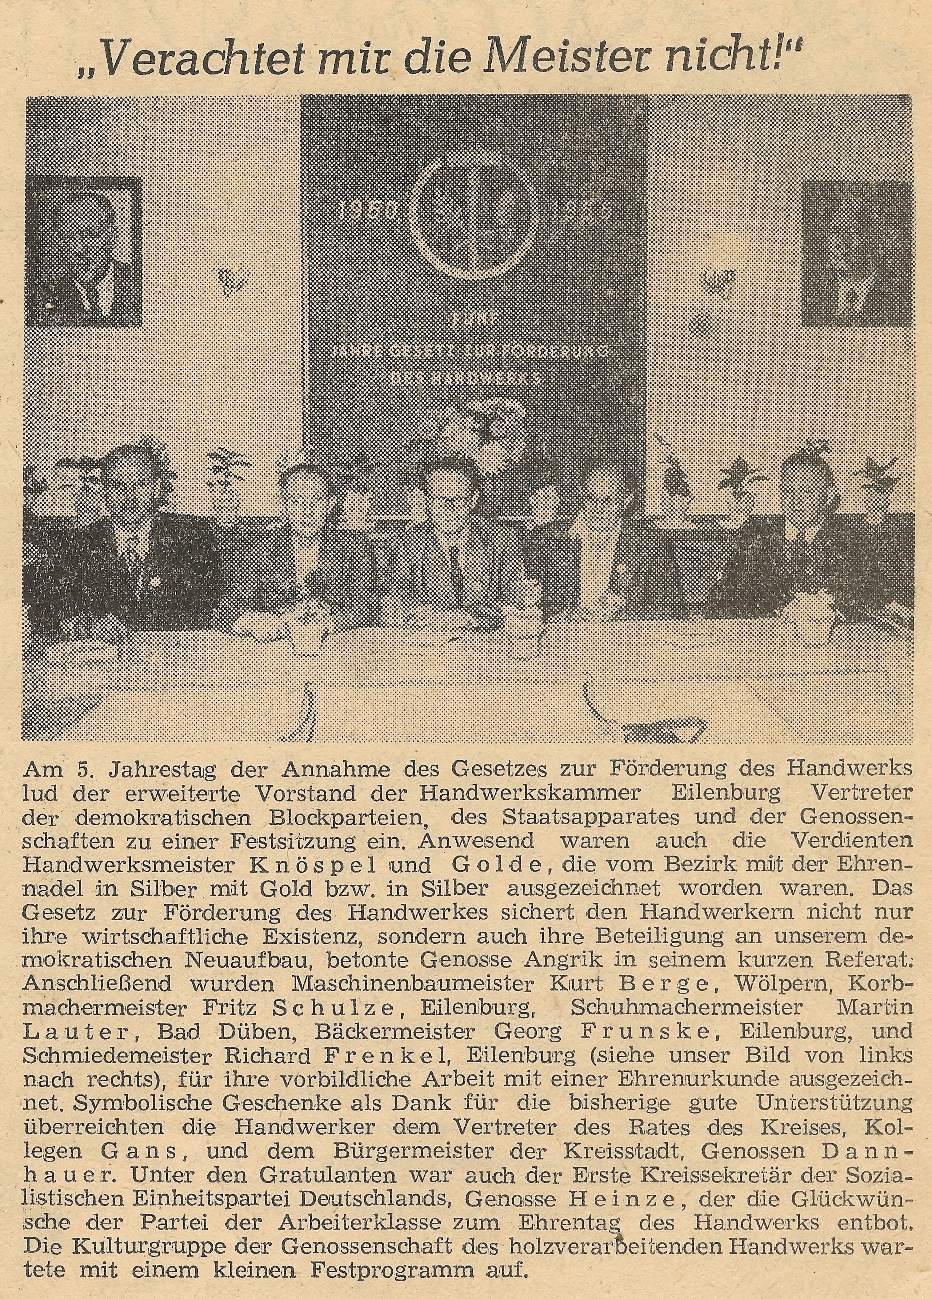 „Verachtet mir die Meister nicht!“
1950 1955
FÜNF
JAHRE GESETZ ZUR FÖRDERUNG
DES HANDWERKS
Am 5. Jahrestag der Annahme des Gesetzes zur Förderung des Handwerks
lud der erweiterte Vorstand der Handwerkskammer Eilenburg Vertreter
der demokratischen Blockparteien, des Staatsapparates und der Genossen-
schaften zu einer Festsitzung ein. Anwesend waren auch die Verdienten
Handwerksmeister Knöspel und Golde, die vom Bezirk mit der Ehren-
nadel in Silber mit Gold bzw. in Silber ausgezeichnet worden waren. Das
Gesetz zur Förderung des Handwerkes sichert den Handwerkern nicht nur
ihre wirtschaftliche Existenz, sondern auch ihre Beteiligung an unserem de-
mokratischen Neuaufbau, betonte Genosse Angrik in seinem kurzen Referat.
Anschließend wurden Maschinenbaumeister Kurt Berge, Wölpern, Korb-
machermeister Fritz Schulze, Eilenburg, Schuhmachermeister Martin
Lauter, Bad Düben, Bäckermeister Georg Frunske, Eilenburg, und
Schmiedemeister Richard Frenkel, Eilenburg (siehe unser Bild von links
nach rechts), für ihre vorbildliche Arbeit mit einer Ehrenurkunde ausgezeich-
net. Symbolische Geschenke als Dank für die bisherige gute Unterstützung
überreichten die Handwerker dem Vertreter des Rates des Kreises, Kol-
legen Gans, und dem Bürgermeister der Kreisstadt, Genossen Dann-
hauer. Unter den Gratulanten war auch der Erste Kreissekretär der Sozia-
listischen Einheitspartei Deutschlands, Genosse Heinze, der die Glückwün-
sche der Partei der Arbeiterklasse zum Ehrentag des Handwerks entbot.
Die Kulturgruppe der Genossenschaft des holzverarbeitenden Handwerks war-
tete mit einem kleinen Festprogramm auf.